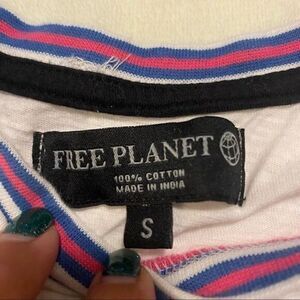 FREE PLANET
100% COTTON
MADE IN INDIA
S